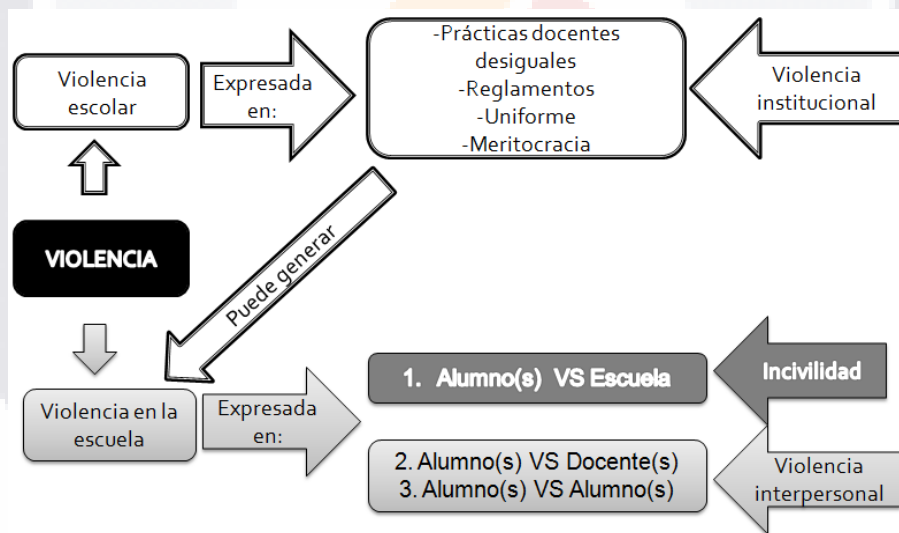 Violencia
escolar
Expresada
en:
-Prácticas docentes
desiguales
-Reglamentos
-Uniforme
-Meritocracia
Violencia
institucional
VIOLENCIA
Puede generar
Violencia en la
escuela
Expresada
en:
1. Alumno(s) VS Escuela
Incivilidad
2. Alumno(s) VS Docente(s)
3. Alumno(s) VS Alumno(s)
Violencia
interpersonal